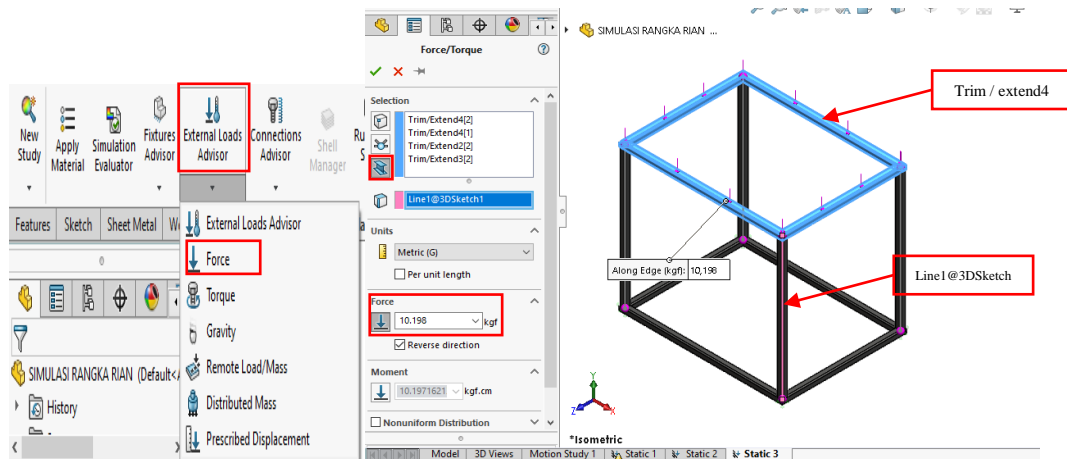 New Study
Apply Material
Simulation Evaluator
Fixtures Advisor
External Loads Advisor
Connections Advisor
Shell Manager
Features
Sketch
Sheet Metal
SIMULASI RANGKA RIAN (Default<
History
External Loads Advisor
Force
Torque
Gravity
Remote Load/Mass
Distributed Mass
Prescribed Displacement
Force/Torque
Selection
Trim/Extend4[2]
Trim/Extend4[1]
Trim/Extend2[2]
Trim/Extend3[2]
Line1@3DSketch1
Units
Metric (G)
Per unit length
Force
10.198
kgf
Reverse direction
Moment
10.1971621
kgf.cm
Nonuniform Distribution
SIMULASI RANGKA RIAN ...
Trim / extend4
Along Edge (kgf): 10,198
Line1@3DSketch
Y
Z
X
*Isometric
Model
3D Views
Motion Study 1
Static 1
Static 2
Static 3